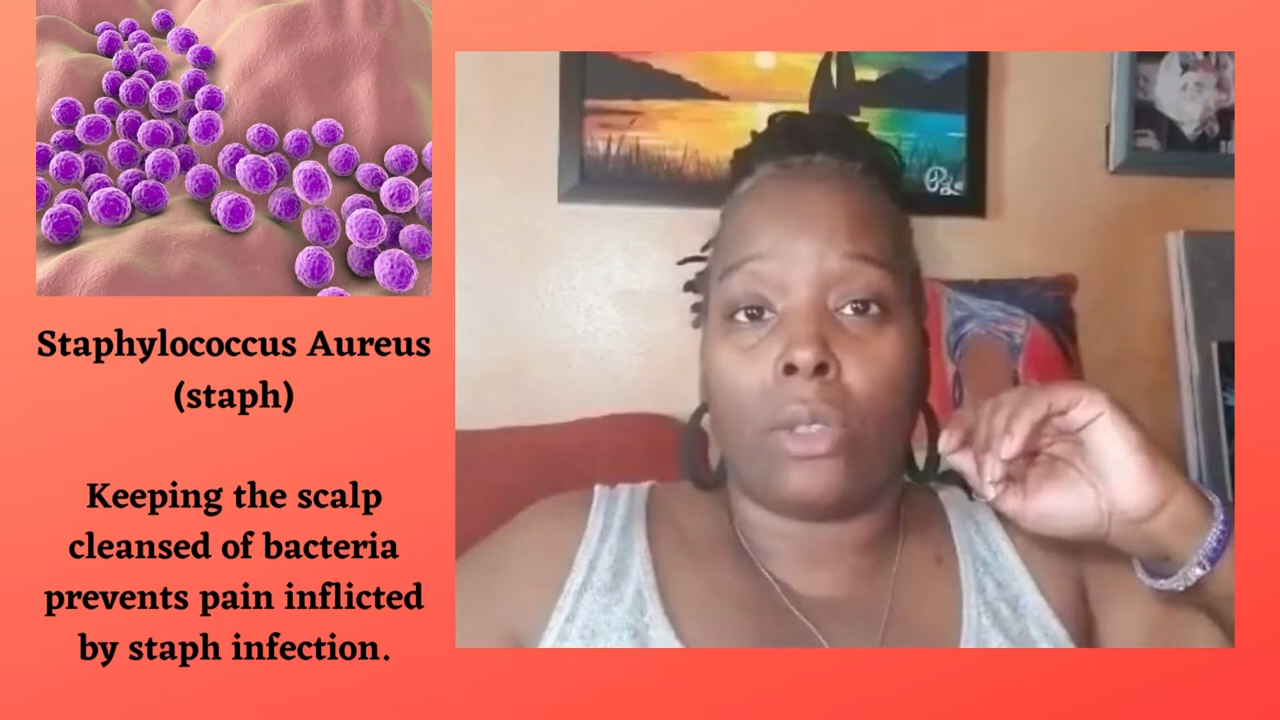 Staphylococcus Aureus
(staph)
Keeping the scalp
cleansed of bacteria
prevents pain inflicted
by staph infection.